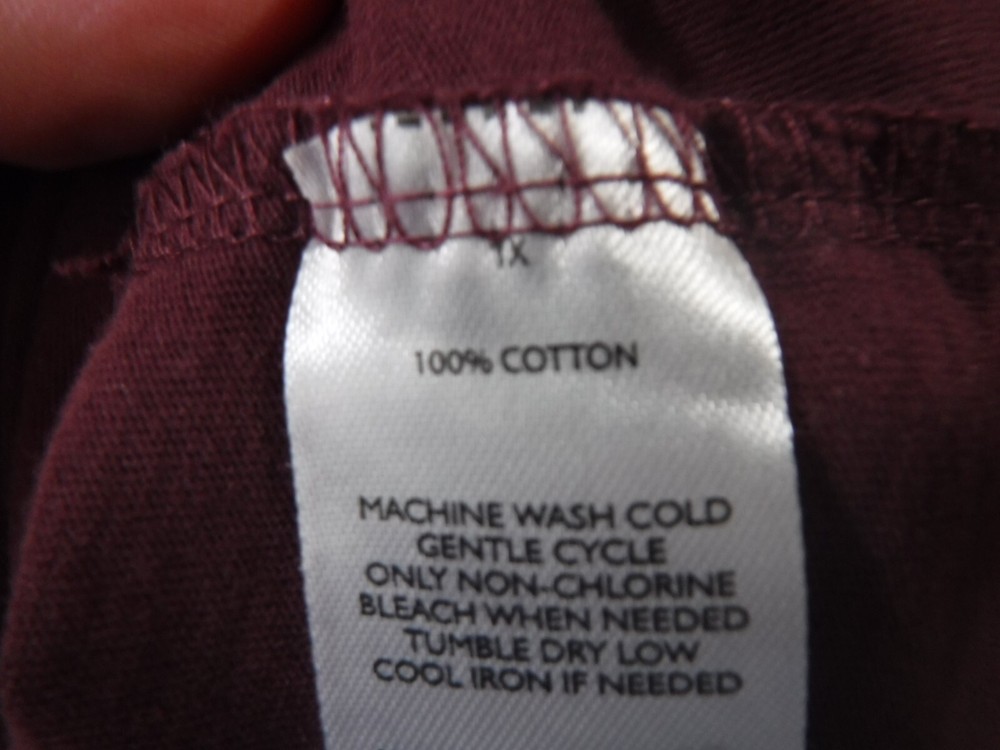 1X
100% COTTON
MACHINE WASH COLD
GENTLE CYCLE
ONLY NON-CHLORINE
BLEACH WHEN NEEDED
TUMBLE DRY LOW
COOL IRON IF NEEDED